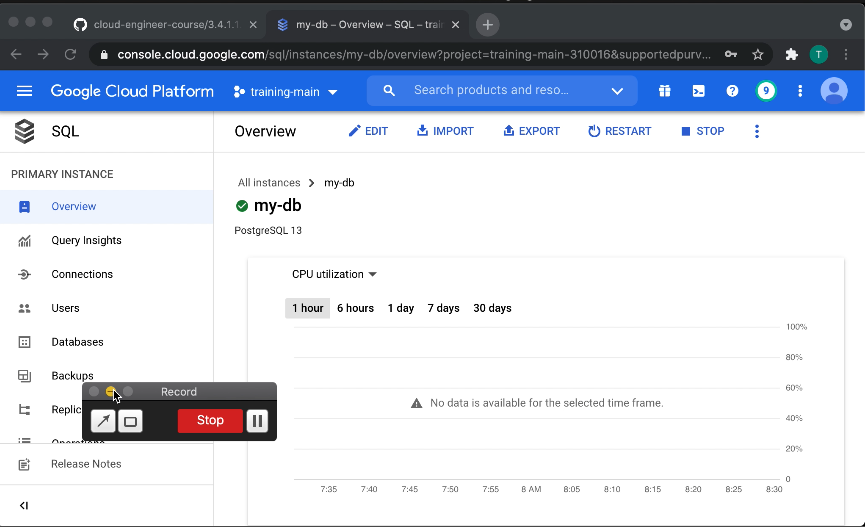 cloud-engineer-course/3.4.1.1
my-db – Overview – SQL – train
console.cloud.google.com/sql/instances/my-db/overview?project=training-main-310016&supportedpurv...
T
Google Cloud Platform
training-main
Search products and reso...
9
SQL
Overview
EDIT
IMPORT
EXPORT
RESTART
STOP
PRIMARY INSTANCE
Overview
Query Insights
Connections
Users
Databases
Backups
Replic
Operations
Release Notes
All instances > my-db
my-db
PostgreSQL 13
CPU utilization
1 hour 6 hours 1 day 7 days 30 days
100%
80%
60%
40%
20%
0
No data is available for the selected time frame.
7:35 7:40 7:45 7:50 7:55 8 AM 8:05 8:10 8:15 8:20 8:25 8:30
Record
Stop